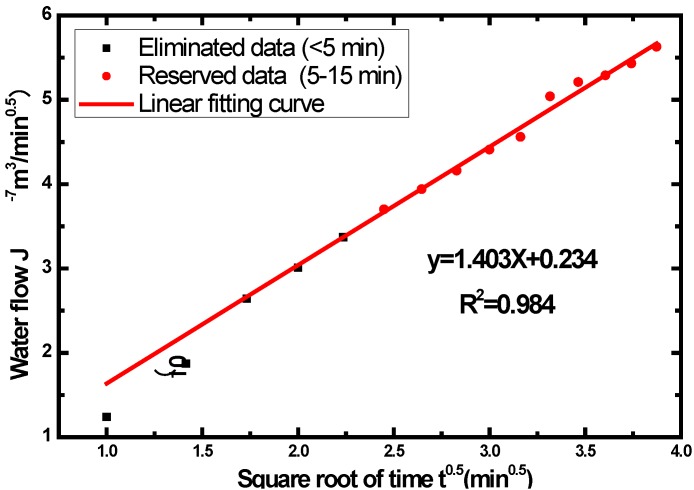 Eliminated data (<5 min)
Reserved data (5-15 min)
Linear fitting curve
y=1.403X+0.234
R²=0.984
Water flow J
⁻⁷m³/min⁰·⁵
6
5
4
3
2
1
1.0 1.5 2.0 2.5 3.0 3.5 4.0
Square root of time t⁰·⁵(min⁰·⁵)